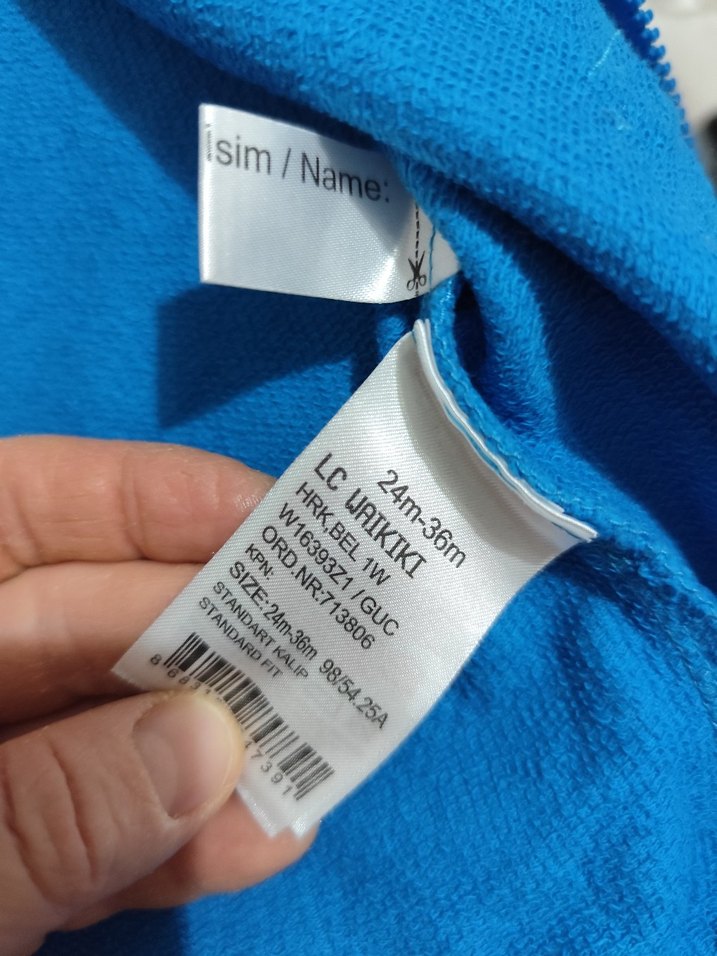 İsim / Name:
24m-36m
LC WAIKIKI
HRK.BEL 1W
W16393Z1 / GUC
ORD.NR:713806
KPN:
SIZE:24m-36m 98/54.25A
STANDART KALIP
STANDARD FIT